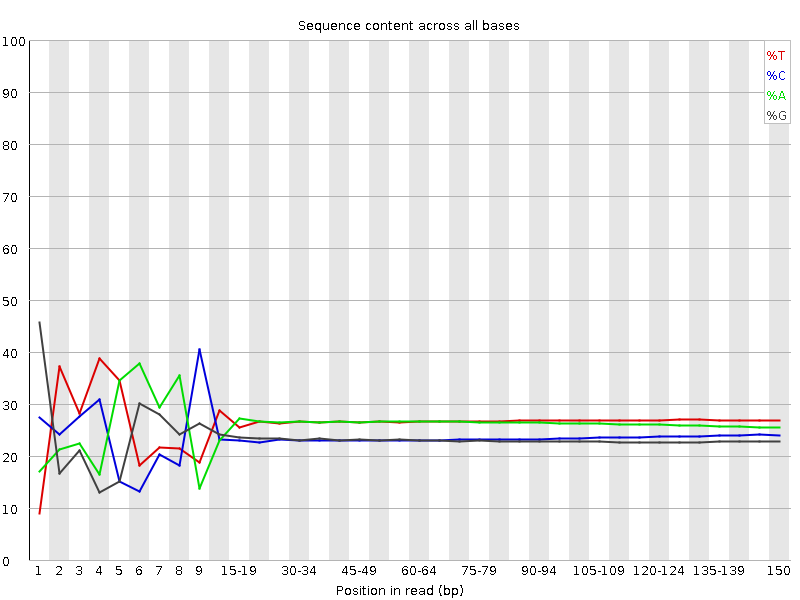 Sequence content across all bases
100
90
80
70
60
50
40
30
20
10
0
%T
%C
%A
%G
1 2 3 4 5 6 7 8 9 15-19 30-34 45-49 60-64 75-79 90-94 105-109 120-124 135-139 150
Position in read (bp)